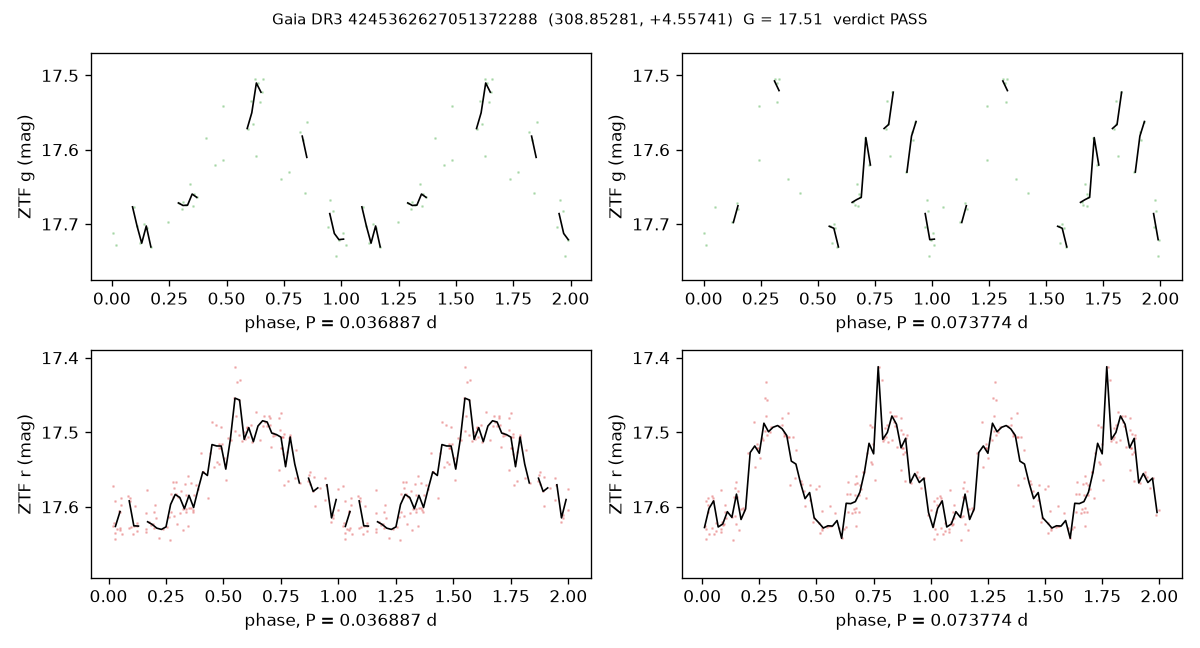 Gaia DR3 4245362627051372288  (308.85281, +4.55741)  G = 17.51  verdict PASS
ZTF g (mag)
17.5
17.6
17.7
0.00 0.25 0.50 0.75 1.00 1.25 1.50 1.75 2.00
phase, P = 0.036887 d
ZTF g (mag)
17.5
17.6
17.7
0.00 0.25 0.50 0.75 1.00 1.25 1.50 1.75 2.00
phase, P = 0.073774 d
ZTF r (mag)
17.4
17.5
17.6
0.00 0.25 0.50 0.75 1.00 1.25 1.50 1.75 2.00
phase, P = 0.036887 d
ZTF r (mag)
17.4
17.5
17.6
0.00 0.25 0.50 0.75 1.00 1.25 1.50 1.75 2.00
phase, P = 0.073774 d